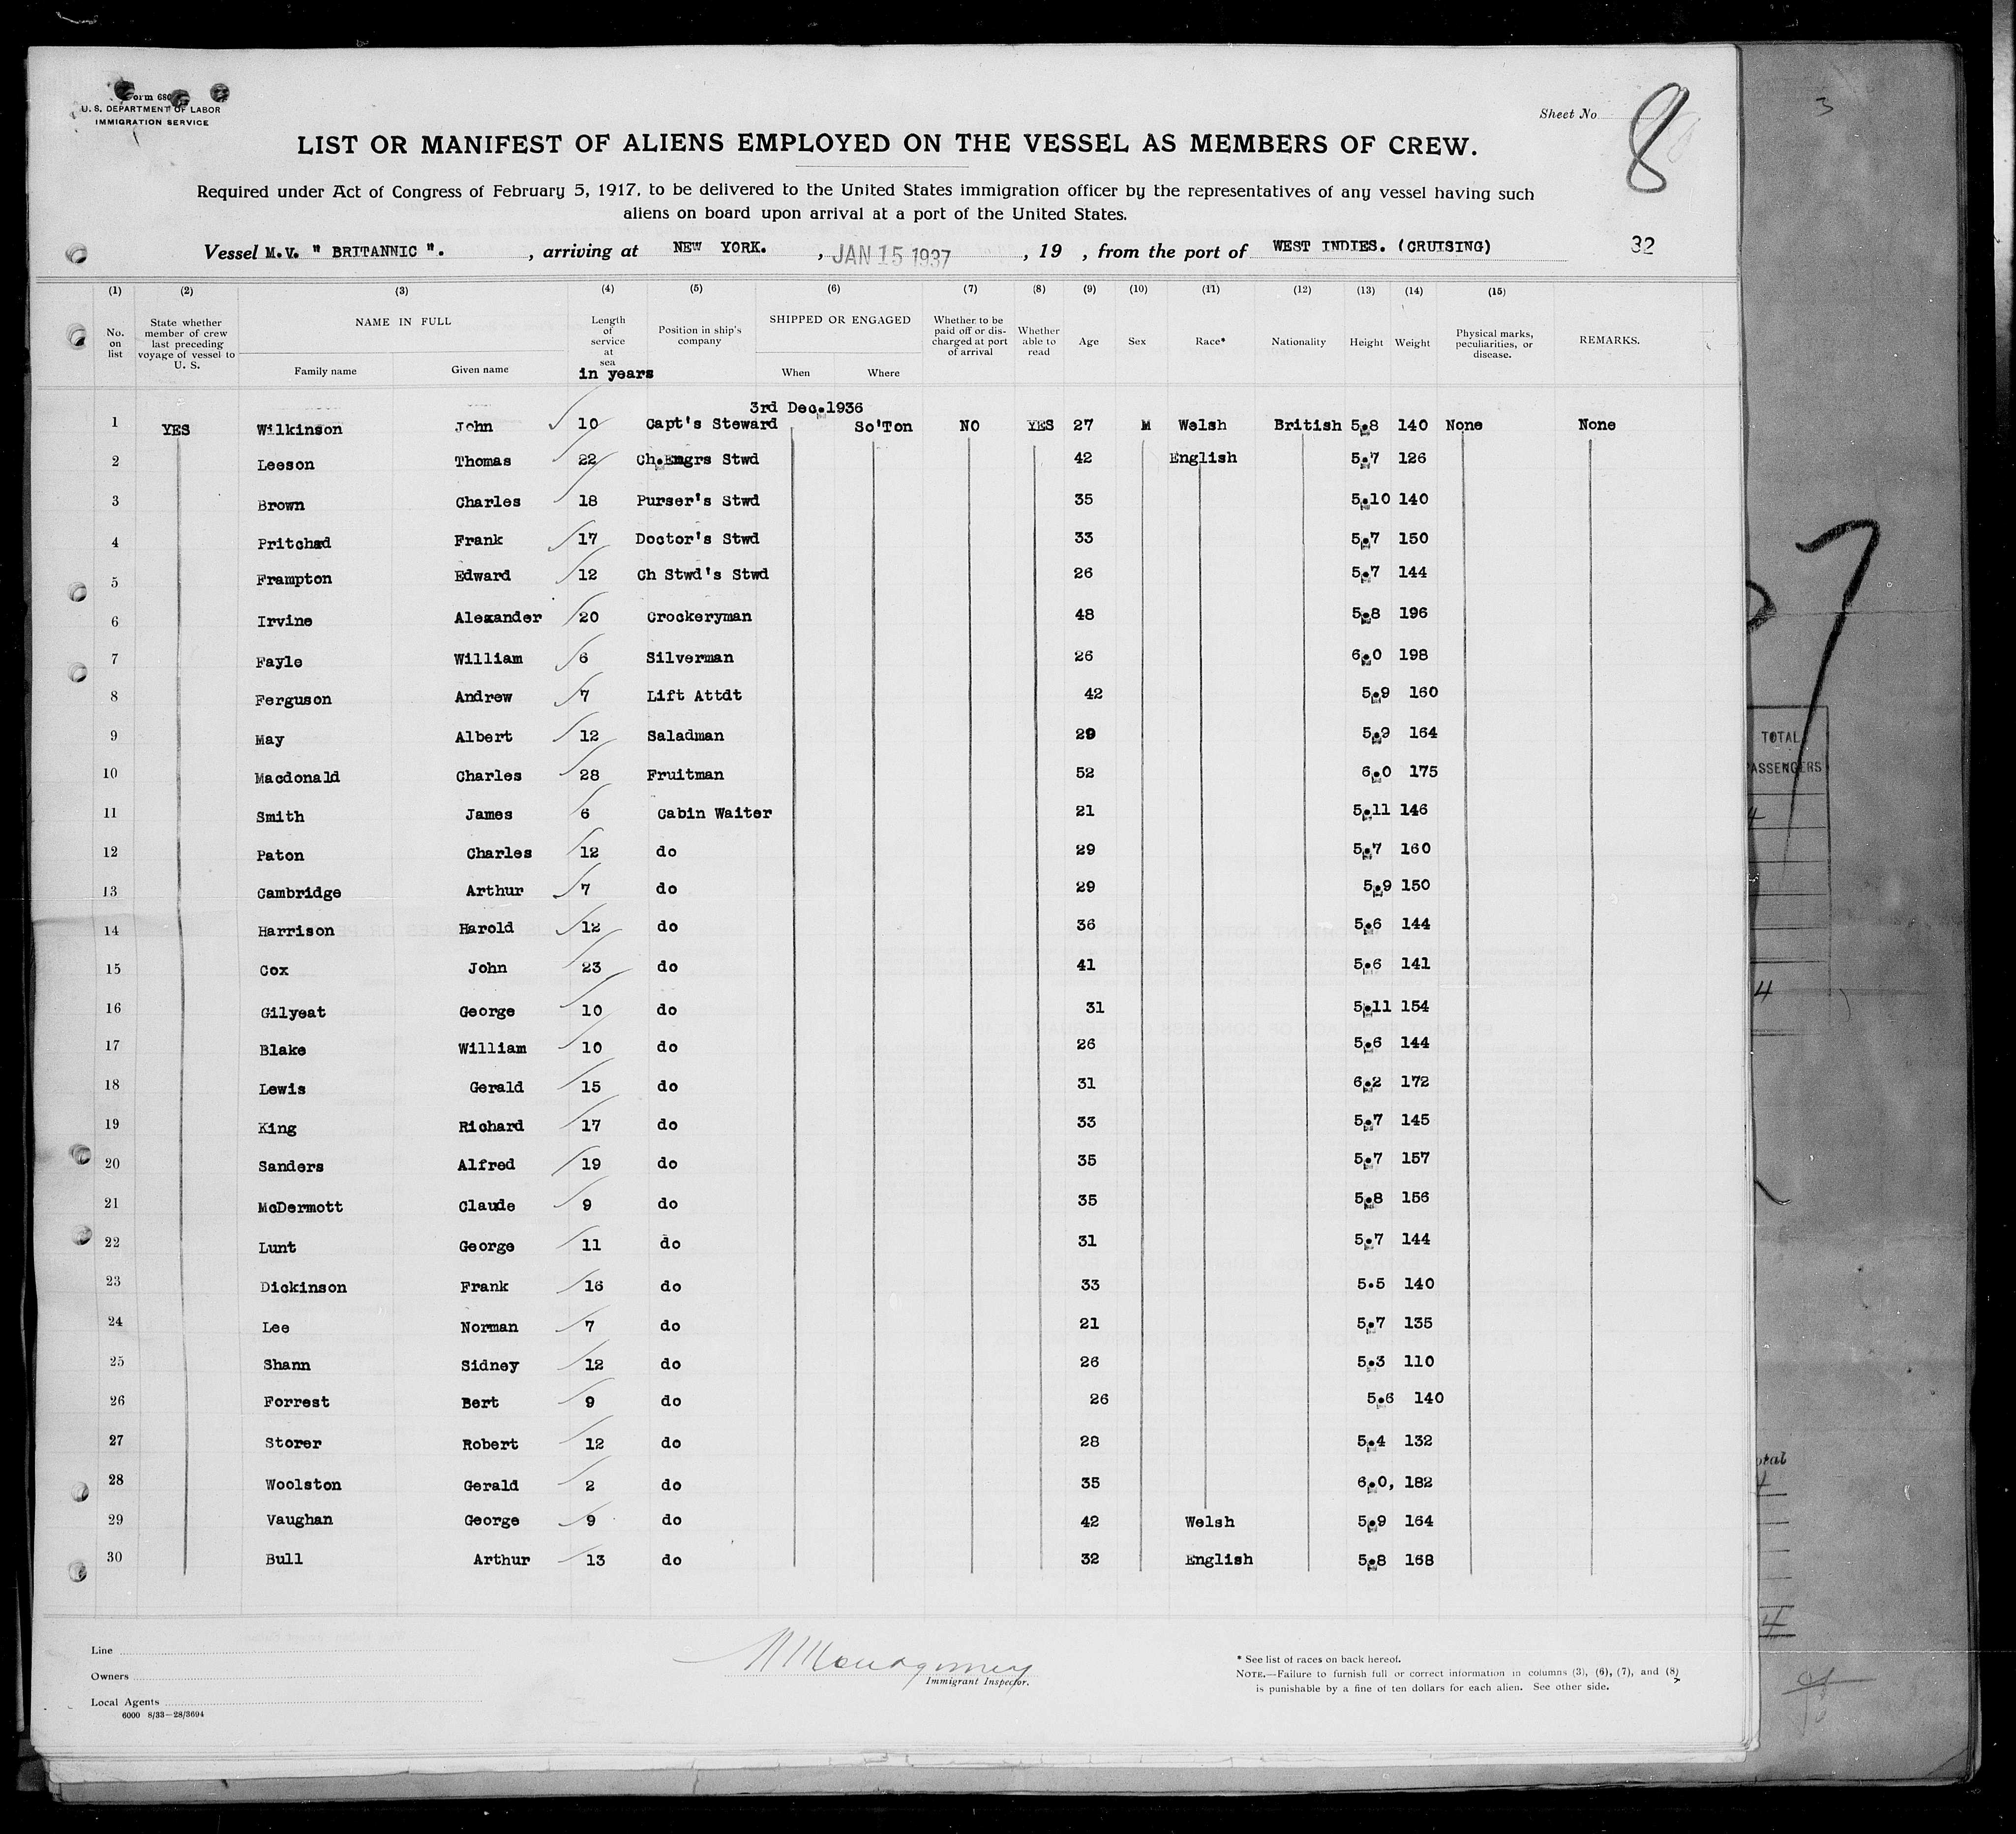 Form 680
U. S. DEPARTMENT OF LABOR
IMMIGRATION SERVICE
Sheet No 8
LIST OR MANIFEST OF ALIENS EMPLOYED ON THE VESSEL AS MEMBERS OF CREW.
Required under Act of Congress of February 5, 1917, to be delivered to the United States immigration officer by the representatives of any vessel having such
aliens on board upon arrival at a port of the United States.
Vessel M.V. " BRITANNIC ". , arriving at NEW YORK. , JAN 15 1937 , 19 , from the port of WEST INDIES. (CRUISING) 32
(1) (2) (3) (4) (5) (6) (7) (8) (9) (10) (11) (12) (13) (14) (15)
No. on list State whether member of crew last preceding voyage of vessel to U. S. NAME IN FULL Family name Given name Length of service at sea in years Position in ship's company SHIPPED OR ENGAGED When Where Whether to be paid off or discharged at port of arrival Whether able to read Age Sex Race* Nationality Height Weight Physical marks, peculiarities, or disease. REMARKS.
3rd Dec.1936
1 YES Wilkinson John 10 Capt's Steward So'Ton NO YES 27 M Welsh British 5.8 140 None None
2 Leeson Thomas 22 Ch.Engrs Stwd 42 English 5.7 126
3 Brown Charles 18 Purser's Stwd 35 5.10 140
4 Pritchad Frank 17 Doctor's Stwd 33 5.7 150
5 Frampton Edward 12 Ch Stwd's Stwd 26 5.7 144
6 Irvine Alexander 20 Crockeryman 48 5.8 196
7 Fayle William 6 Silverman 26 6.0 198
8 Ferguson Andrew 7 Lift Attdt 42 5.9 160
9 May Albert 12 Saladman 29 5.9 164
10 Macdonald Charles 28 Fruitman 52 6.0 175
11 Smith James 6 Cabin Waiter 21 5.11 146
12 Paton Charles 12 do 29 5.7 160
13 Cambridge Arthur 7 do 29 5.9 150
14 Harrison Harold 12 do 36 5.6 144
15 Cox John 23 do 41 5.6 141
16 Gilyeat George 10 do 31 5.11 154
17 Blake William 10 do 26 5.6 144
18 Lewis Gerald 15 do 31 6.2 172
19 King Richard 17 do 33 5.7 145
20 Sanders Alfred 19 do 35 5.7 157
21 McDermott Claude 9 do 35 5.8 156
22 Lunt George 11 do 31 5.7 144
23 Dickinson Frank 16 do 33 5.5 140
24 Lee Norman 7 do 21 5.7 135
25 Shann Sidney 12 do 26 5.3 110
26 Forrest Bert 9 do 26 5.6 140
27 Storer Robert 12 do 28 5.4 132
28 Woolston Gerald 2 do 35 6.0, 182
29 Vaughan George 9 do 42 Welsh 5.9 164
30 Bull Arthur 13 do 32 English 5.8 168
Line
Owners
Local Agents
6000 8/33—28/3694
Montgomery
Immigrant Inspector.
* See list of races on back hereof.
NOTE.—Failure to furnish full or correct information in columns (3), (6), (7), and (8)
is punishable by a fine of ten dollars for each alien. See other side.
3
7
TOTAL
PASSENGERS
4
4
4